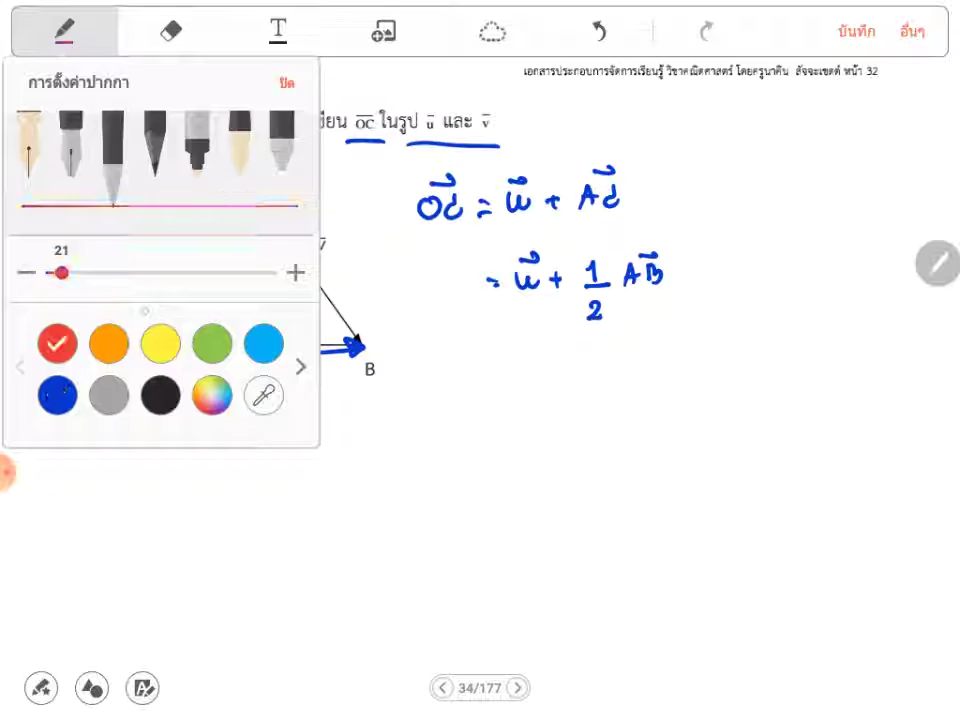 T
บันทึก อื่นๆ
การตั้งค่าปากกา ปิด
เอกสารประกอบการจัดการเรียนรู้ วิชาคณิตศาสตร์ โดยครูนาคิน สัจจะเขตต์ หน้า 32
ขียน OC ในรูป u และ v
OC = u + AC
21
= u + 1/2 AB
B
34/177